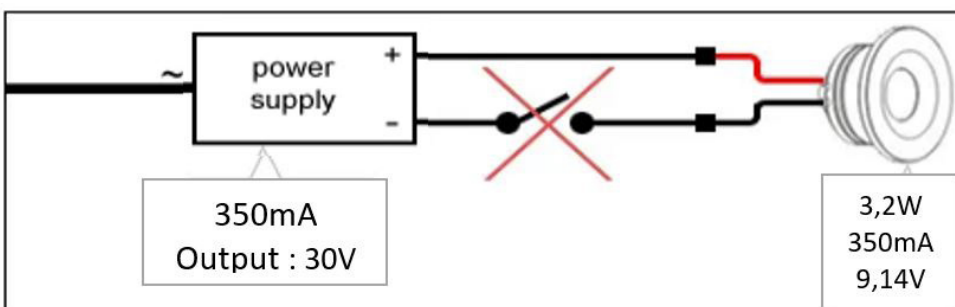 ~
power
supply
+
-
350mA
Output : 30V
3,2W
350mA
9,14V